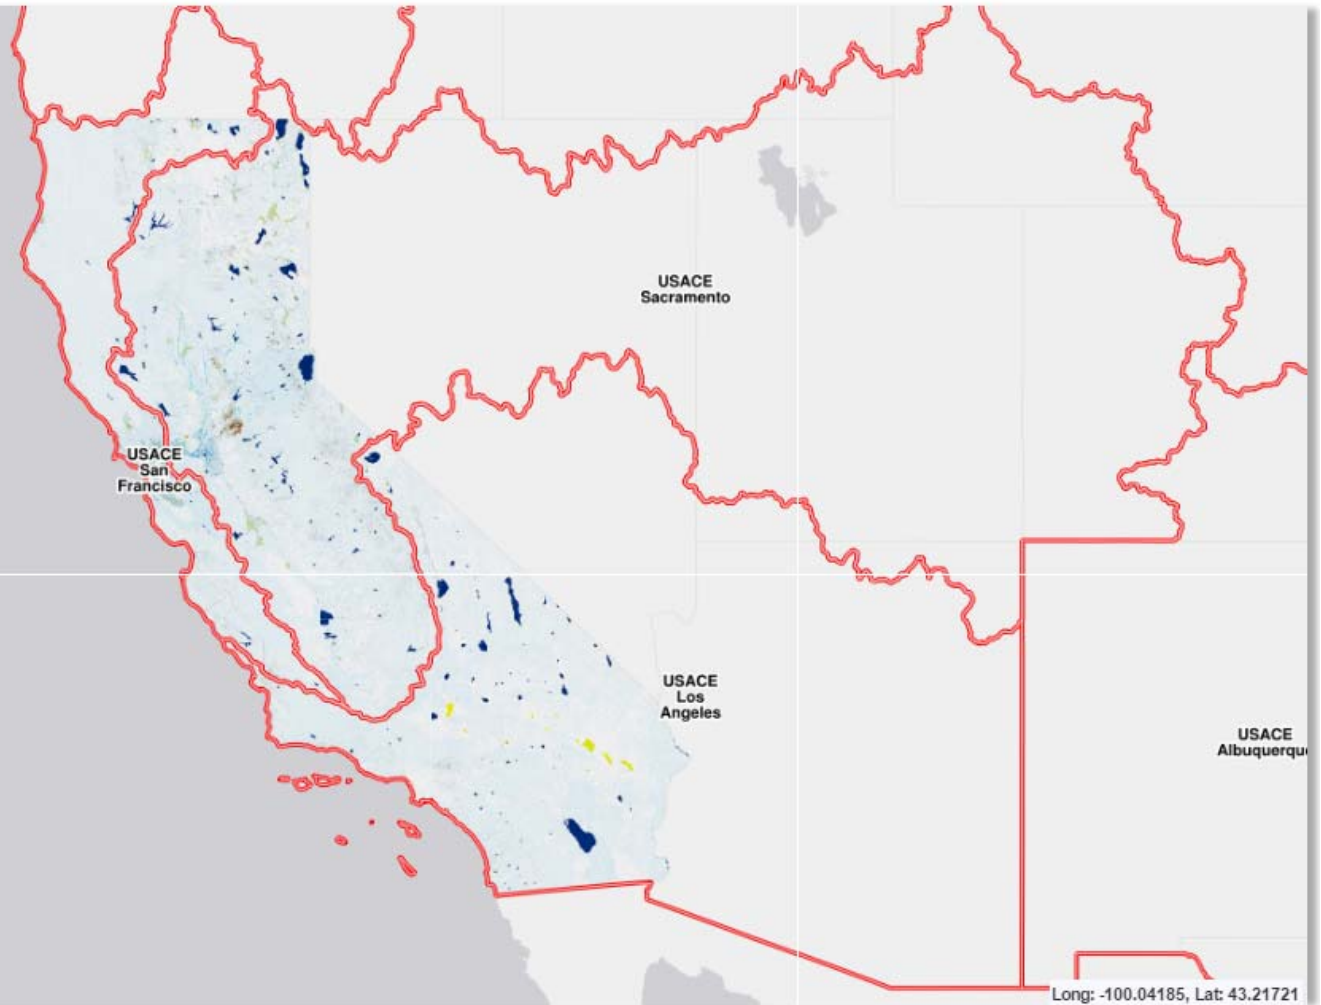 USACE
Sacramento
USACE
San
Francisco
USACE
Los
Angeles
USACE
Albuquerqu
Long: -100.04185, Lat: 43.21721